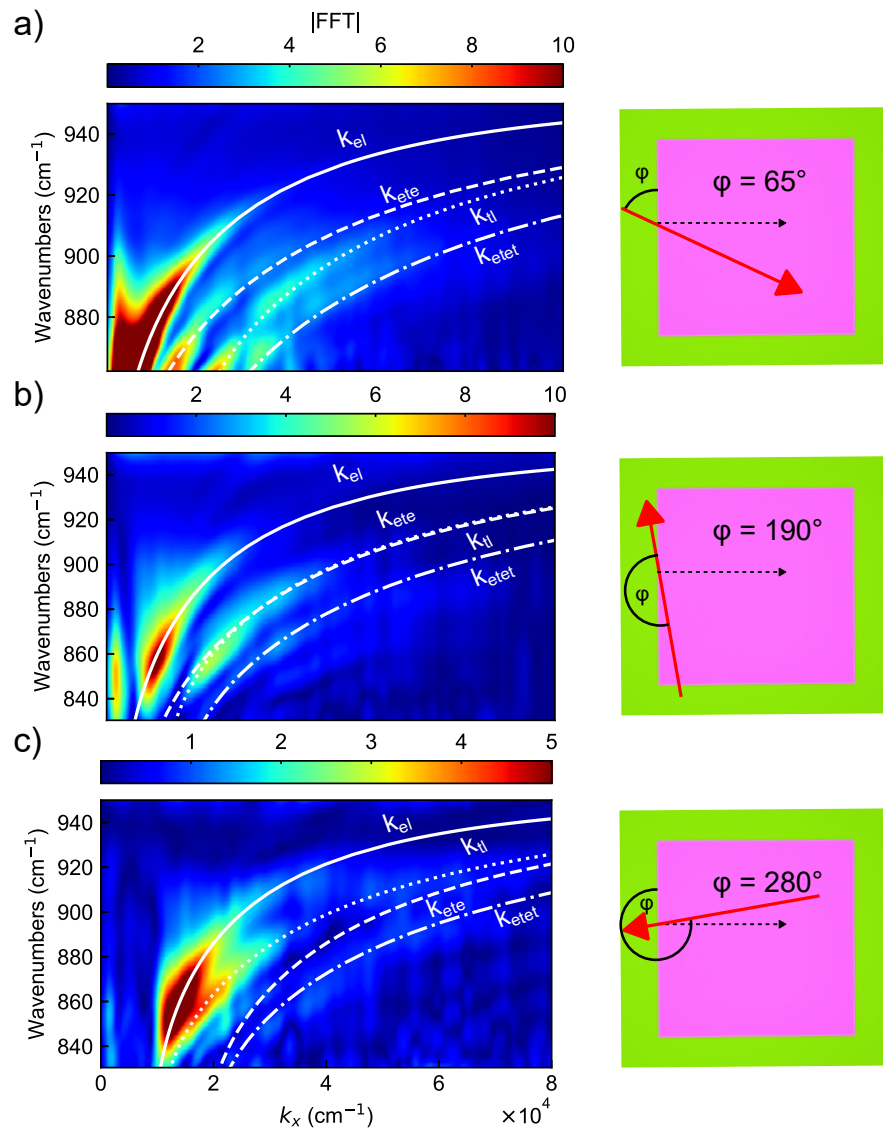 a)
|FFT|
2 4 6 8 10
Wavenumbers (cm⁻¹)
940
920
900
880
k_el
k_ete
k_tl
k_etet
φ
φ = 65°
b)
2 4 6 8 10
Wavenumbers (cm⁻¹)
940
920
900
880
860
840
k_el
k_ete
k_tl
k_etet
φ = 190°
φ
c)
1 2 3 4 5
Wavenumbers (cm⁻¹)
940
920
900
880
860
840
k_el
k_tl
k_ete
k_etet
φ = 280°
φ
0 2 4 6 8
k_x (cm⁻¹)
×10⁴